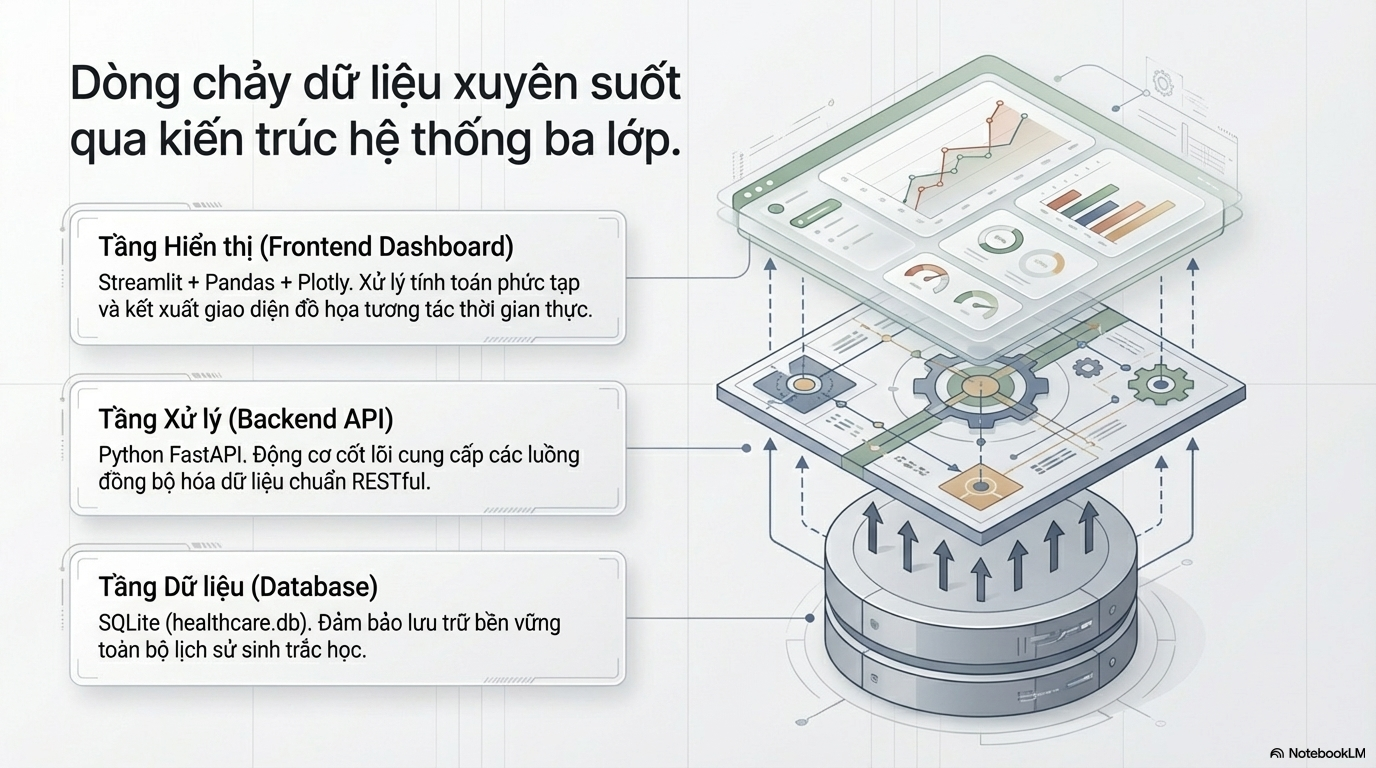 Dòng chảy dữ liệu xuyên suốt
qua kiến trúc hệ thống ba lớp.
Tầng Hiển thị (Frontend Dashboard)
Streamlit + Pandas + Plotly. Xử lý tính toán phức tạp
và kết xuất giao diện đồ họa tương tác thời gian thực.
Tầng Xử lý (Backend API)
Python FastAPI. Động cơ cốt lõi cung cấp các luồng
đồng bộ hóa dữ liệu chuẩn RESTful.
Tầng Dữ liệu (Database)
SQLite (healthcare.db). Đảm bảo lưu trữ bền vững
toàn bộ lịch sử sinh trắc học.
NotebookLM